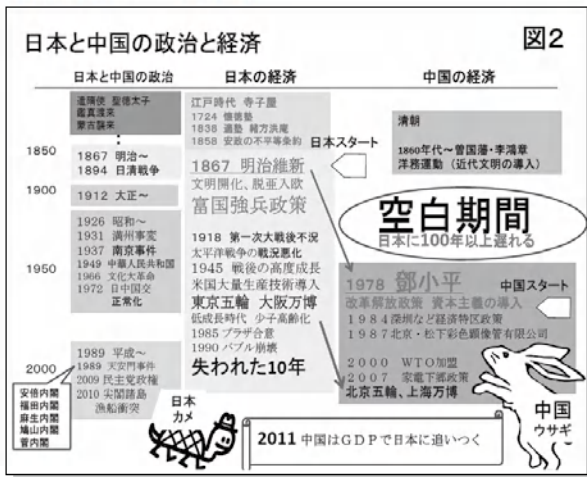 日本と中国の政治と経済
図2
日本と中国の政治
日本の経済
中国の経済
遣隋使 聖徳太子
鑑真渡来
蒙古襲来
：
1850
1867 明治～
1894 日清戦争
1900
1912 大正～
1926 昭和～
1931 満州事変
1937 南京事件
1949 中華人民共和国
1966 文化大革命
1972 日中国交
正常化
1950
1989 平成～
1989 天安門事件
2009 民主党政権
2010 尖閣諸島
漁船衝突
2000
安倍内閣
福田内閣
麻生内閣
鳩山内閣
菅内閣
江戸時代 寺子屋
1724 懐徳塾
1838 適塾 緒方洪庵
1858 安政の不平等条約
日本スタート
1867 明治維新
文明開化、脱亜入欧
富国強兵政策
1918 第一次大戦後不況
太平洋戦争の戦況悪化
1945 戦後の高度成長
米国大量生産技術導入
東京五輪 大阪万博
低成長時代 少子高齢化
1985 プラザ合意
1990 バブル崩壊
失われた10年
日本
カメ
清朝
1860年代～曽国藩・李鴻章
洋務運動（近代文明の導入）
空白期間
日本に100年以上遅れる
1978 鄧小平
中国スタート
改革解放政策 資本主義の導入
1984深圳など経済特区政策
1987北京・松下彩色顕像管有限公司
2000 WTO加盟
2007 家電下郷政策
北京五輪、上海万博
中国
ウサギ
2011 中国はGDPで日本に追いつく